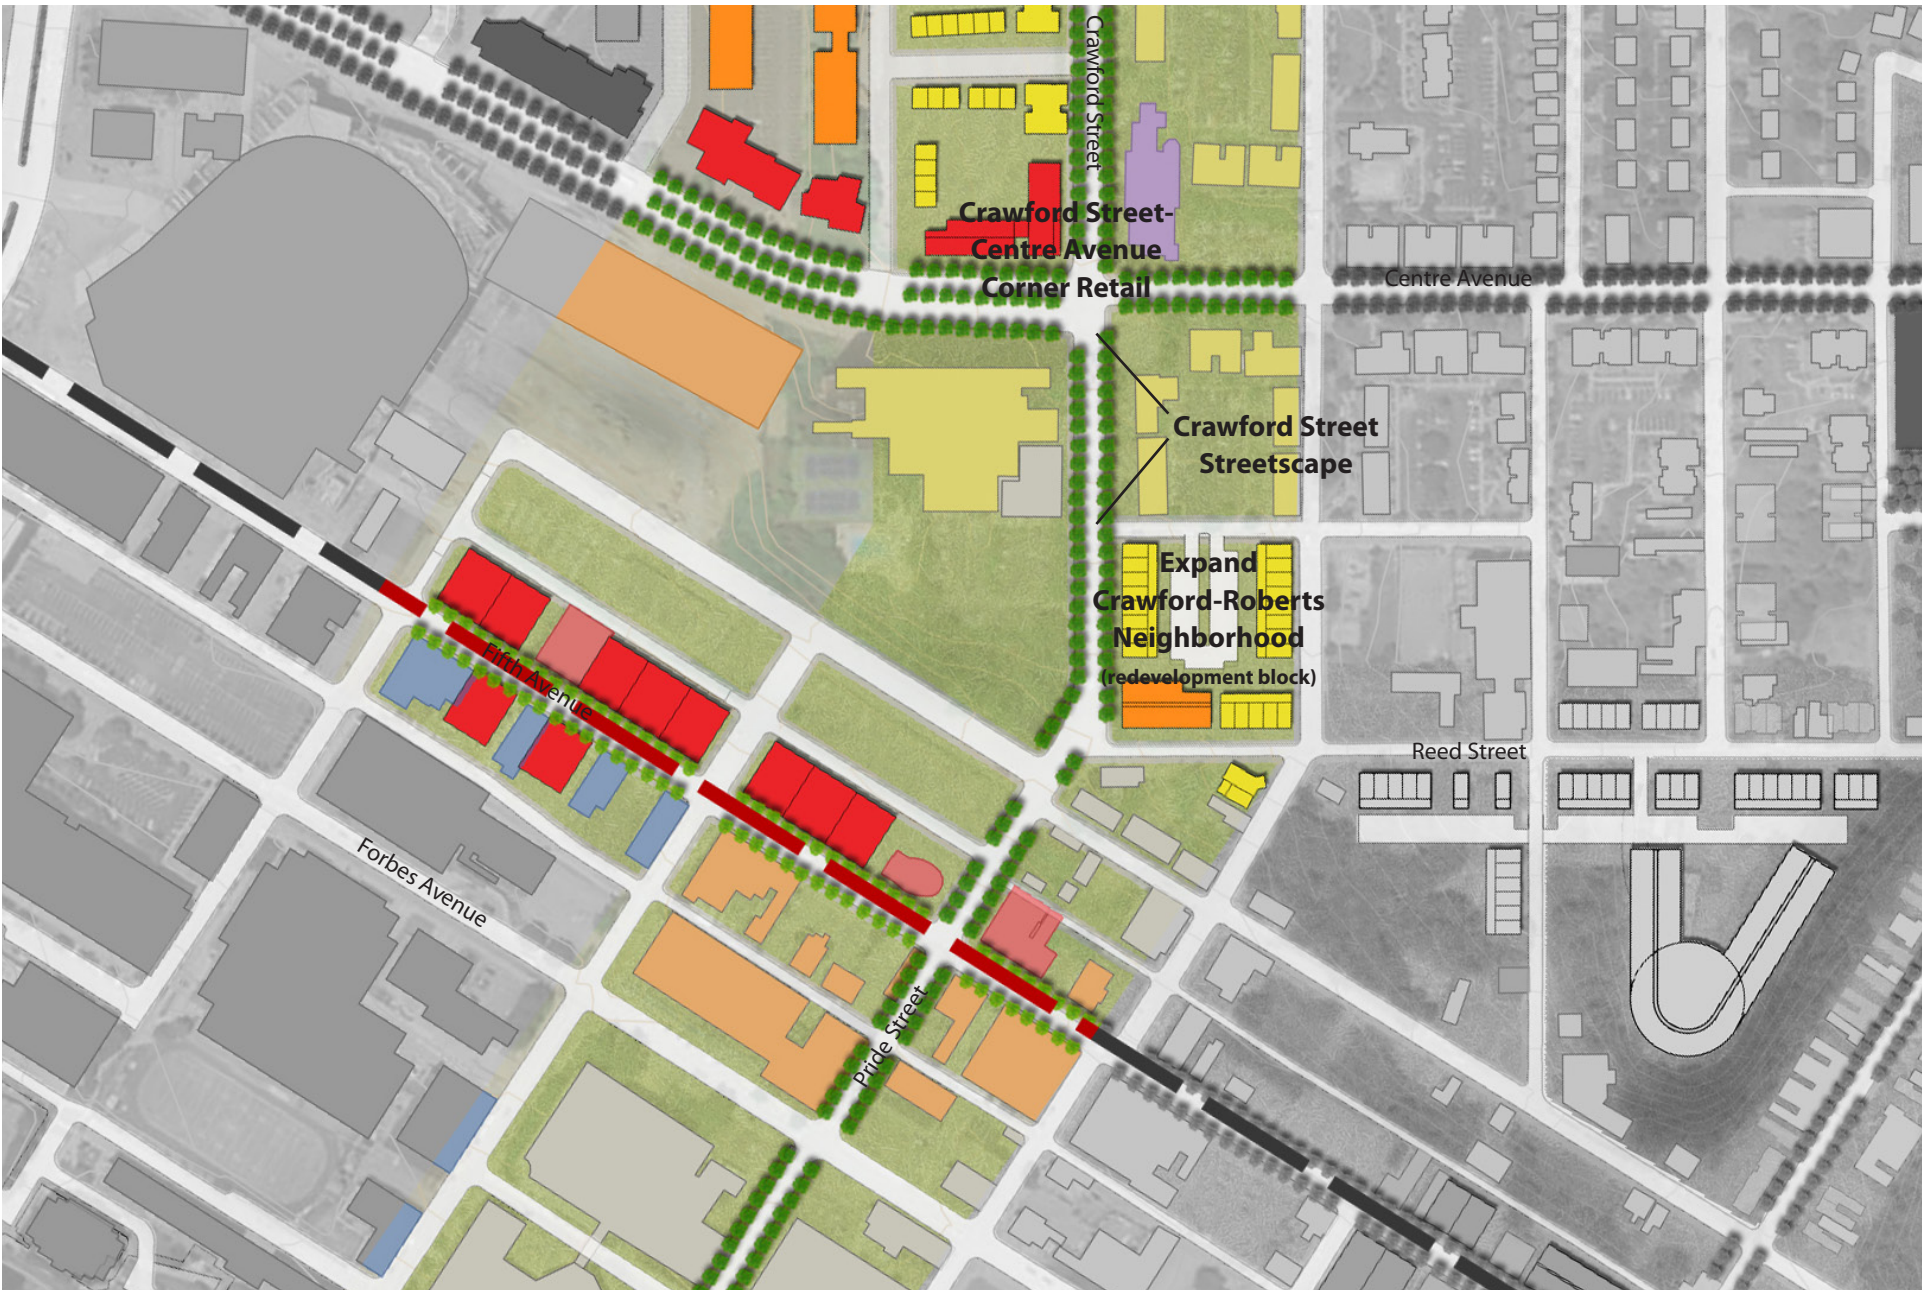 Crawford Street
Crawford Street-
Centre Avenue
Corner Retail
Centre Avenue
Crawford Street
Streetscape
Expand
Crawford-Roberts
Neighborhood
(redevelopment block)
Fifth Avenue
Reed Street
Forbes Avenue
Pride Street